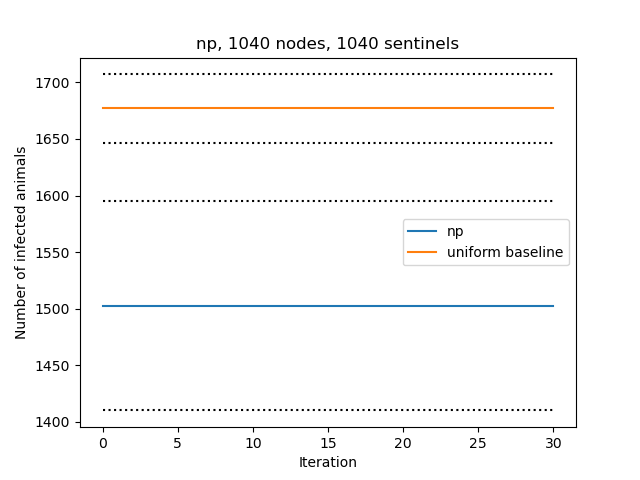 np, 1040 nodes, 1040 sentinels
Number of infected animals
1700
1650
1600
1550
1500
1450
1400
np
uniform baseline
0 5 10 15 20 25 30
Iteration